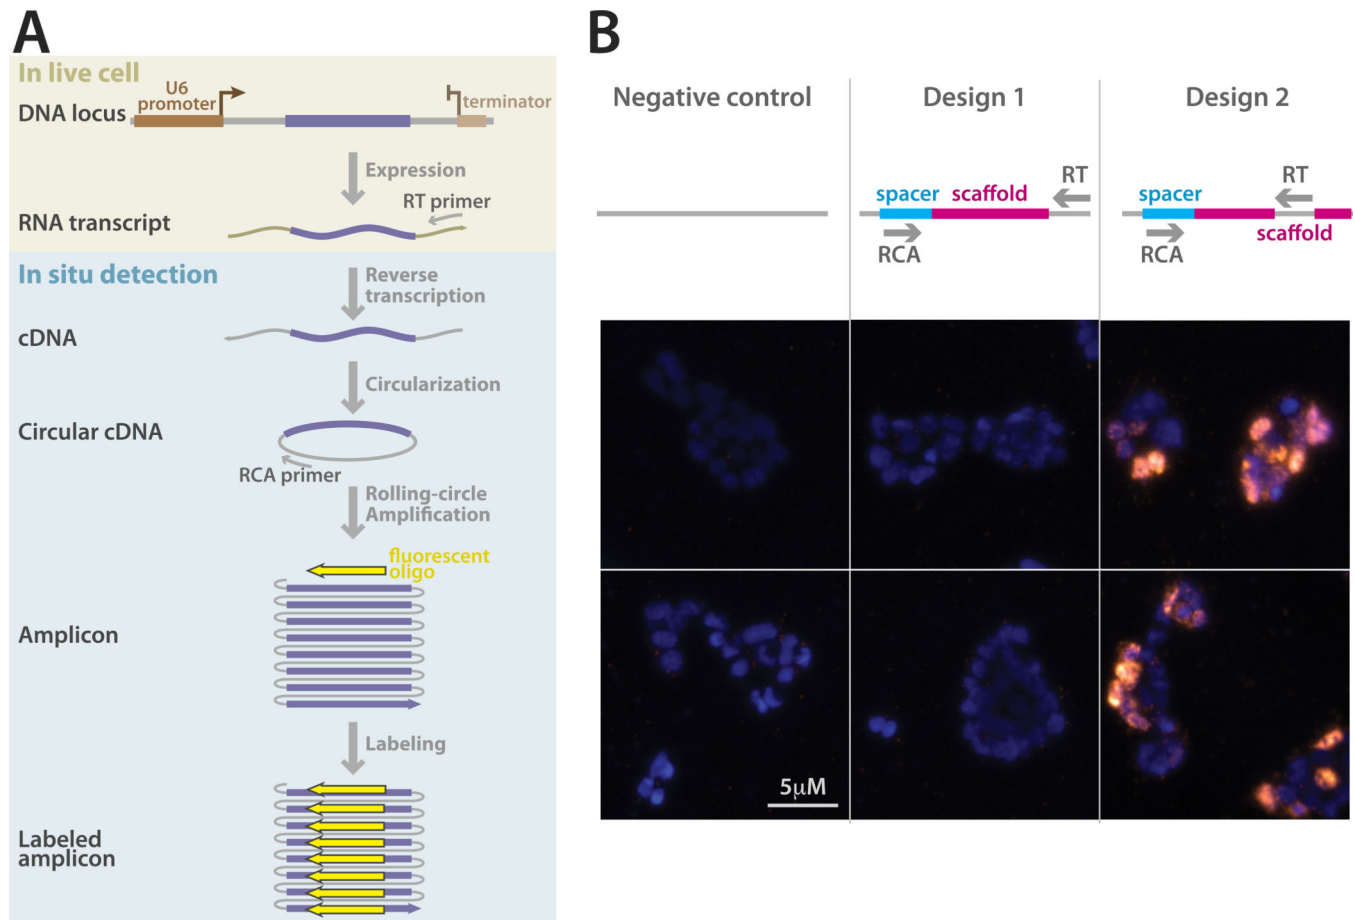 A
In live cell
U6
promoter
terminator
DNA locus
Expression
RT primer
RNA transcript
In situ detection
Reverse
transcription
cDNA
Circularization
Circular cDNA
RCA primer
Rolling-circle
Amplification
fluorescent
oligo
Amplicon
Labeling
Labeled
amplicon
B
Negative control
Design 1
Design 2
RT
spacer
scaffold
RCA
RT
spacer
scaffold
RCA
5µM